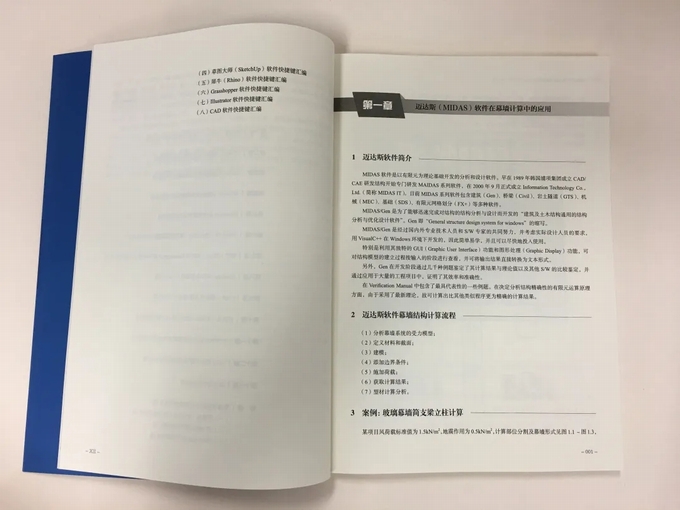 （四）草图大师（SketchUp）软件快捷键汇编
（五）犀牛（Rhino）软件快捷键汇编
（六）Grasshopper 软件快捷键汇编
（七）Illustrator 软件快捷键汇编
（八）CAD 软件快捷键汇编
- XII -
第一章
迈达斯（MIDAS）软件在幕墙计算中的应用
1 迈达斯软件简介
MIDAS 软件是以有限元为理论基础开发的分析和设计软件。早在 1989 年韩国建项集团成立 CAD/
CAE 研发结构开始专门研发 MAIDAS 系列软件，在 2000 年 9 月正式成立 Information Technology Co.,
Ltd.（简称 MIDAS IT）。目前 MIDAS 系列软件包含建筑（Gen）、桥梁（Civil）、岩土隧道（GTS）、机
械（MEC）、基础（SDS）、有限元网格划分（FX+）等多种软件。
MIDAS/Gen 是为了能够迅速完成对结构的结构分析与设计而开发的“建筑及土木结构通用的结构
分析与优化设计软件”。Gen 即“General structure design system for windows”的缩写。
MIDAS/Gen 是经过国内外专业技术人员和 S/W 专家的共同努力，并考虑实际设计人员的要求，
用 VisualC++ 在 Windows 环境下开发的，因此简单易学，并且可以尽快地投入使用。
特别是利用其独特的 GUI（Graphic User Interface）功能和图形处理（Graphic Display）功能，可
对结构模型的建立过程按输入的阶段进行查看，并可将输出结果直接转换为文本形式。
另外，Gen 在开发阶段通过几千种例题鉴定了其计算结果与理论值以及其他 S/W 的比较鉴定，并
通过应用于大量的工程项目中，证明了其效率和准确性。
在 Verification Manual 中包含了最具代表性的一些例题。在决定分析结构精确性的有限元运算原理
方面，由于采用了最新理论，故可计算出比其他类似程序更为精确的计算结果。
2 迈达斯软件幕墙结构计算流程
（1）分析幕墙系统的受力模型；
（2）定义材料和截面；
（3）建模；
（4）添加边界条件；
（5）施加荷载；
（6）获取计算结果；
（7）型材计算分析。
3 案例：玻璃幕墙简支梁立柱计算
某项目风荷载标准值为 1.5kN/m²，地震作用为 0.5kN/m²，计算部位分割及幕墙形式见图 1.1 ~ 图 1.3。
- 001 -